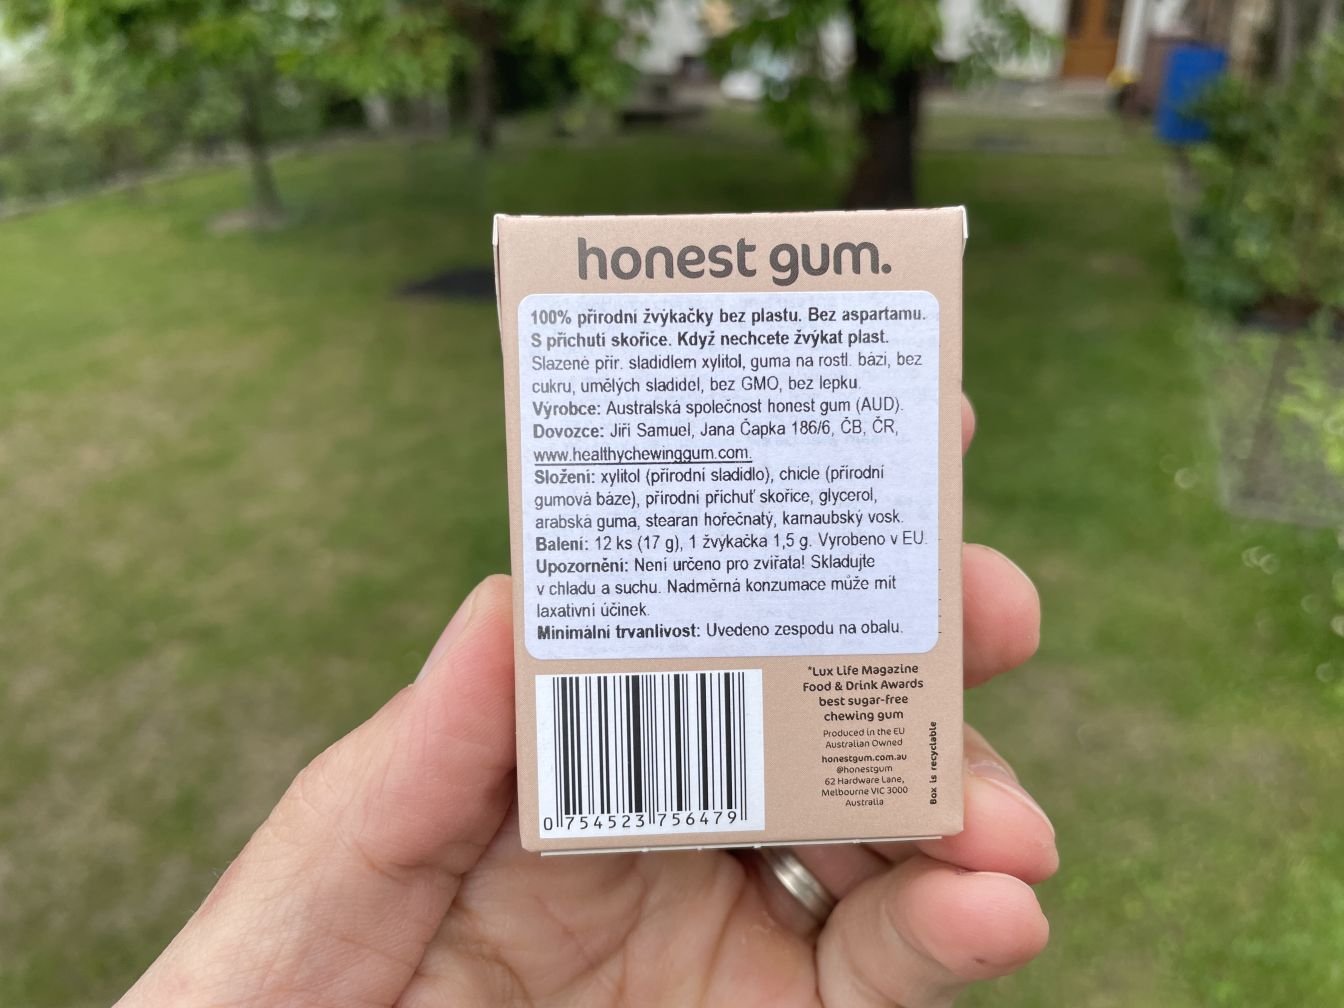 honest gum.
100% přírodní žvýkačky bez plastu. Bez aspartamu.
S příchutí skořice. Když nechcete žvýkat plast.
Slazené přír. sladidlem xylitol, guma na rostl. bázi, bez
cukru, umělých sladidel, bez GMO, bez lepku.
Výrobce: Australská společnost honest gum (AUD).
Dovozce: Jiří Samuel, Jana Čapka 186/6, ČB, ČR,
www.healthychewinggum.com.
Složení: xylitol (přírodní sladidlo), chicle (přírodní
gumová báze), přírodní příchuť skořice, glycerol,
arabská guma, stearan hořečnatý, karnaubský vosk.
Balení: 12 ks (17 g), 1 žvýkačka 1,5 g. Vyrobeno v EU.
Upozornění: Není určeno pro zvířata! Skladujte
v chladu a suchu. Nadměrná konzumace může mít
laxativní účinek.
Minimální trvanlivost: Uvedeno zespodu na obalu.
0 754523 756479
*Lux Life Magazine
Food & Drink Awards
best sugar-free
chewing gum
Produced in the EU
Australian Owned
honestgum.com.au
@honestgum
62 Hardware Lane,
Melbourne VIC 3000
Australia
Box is recyclable